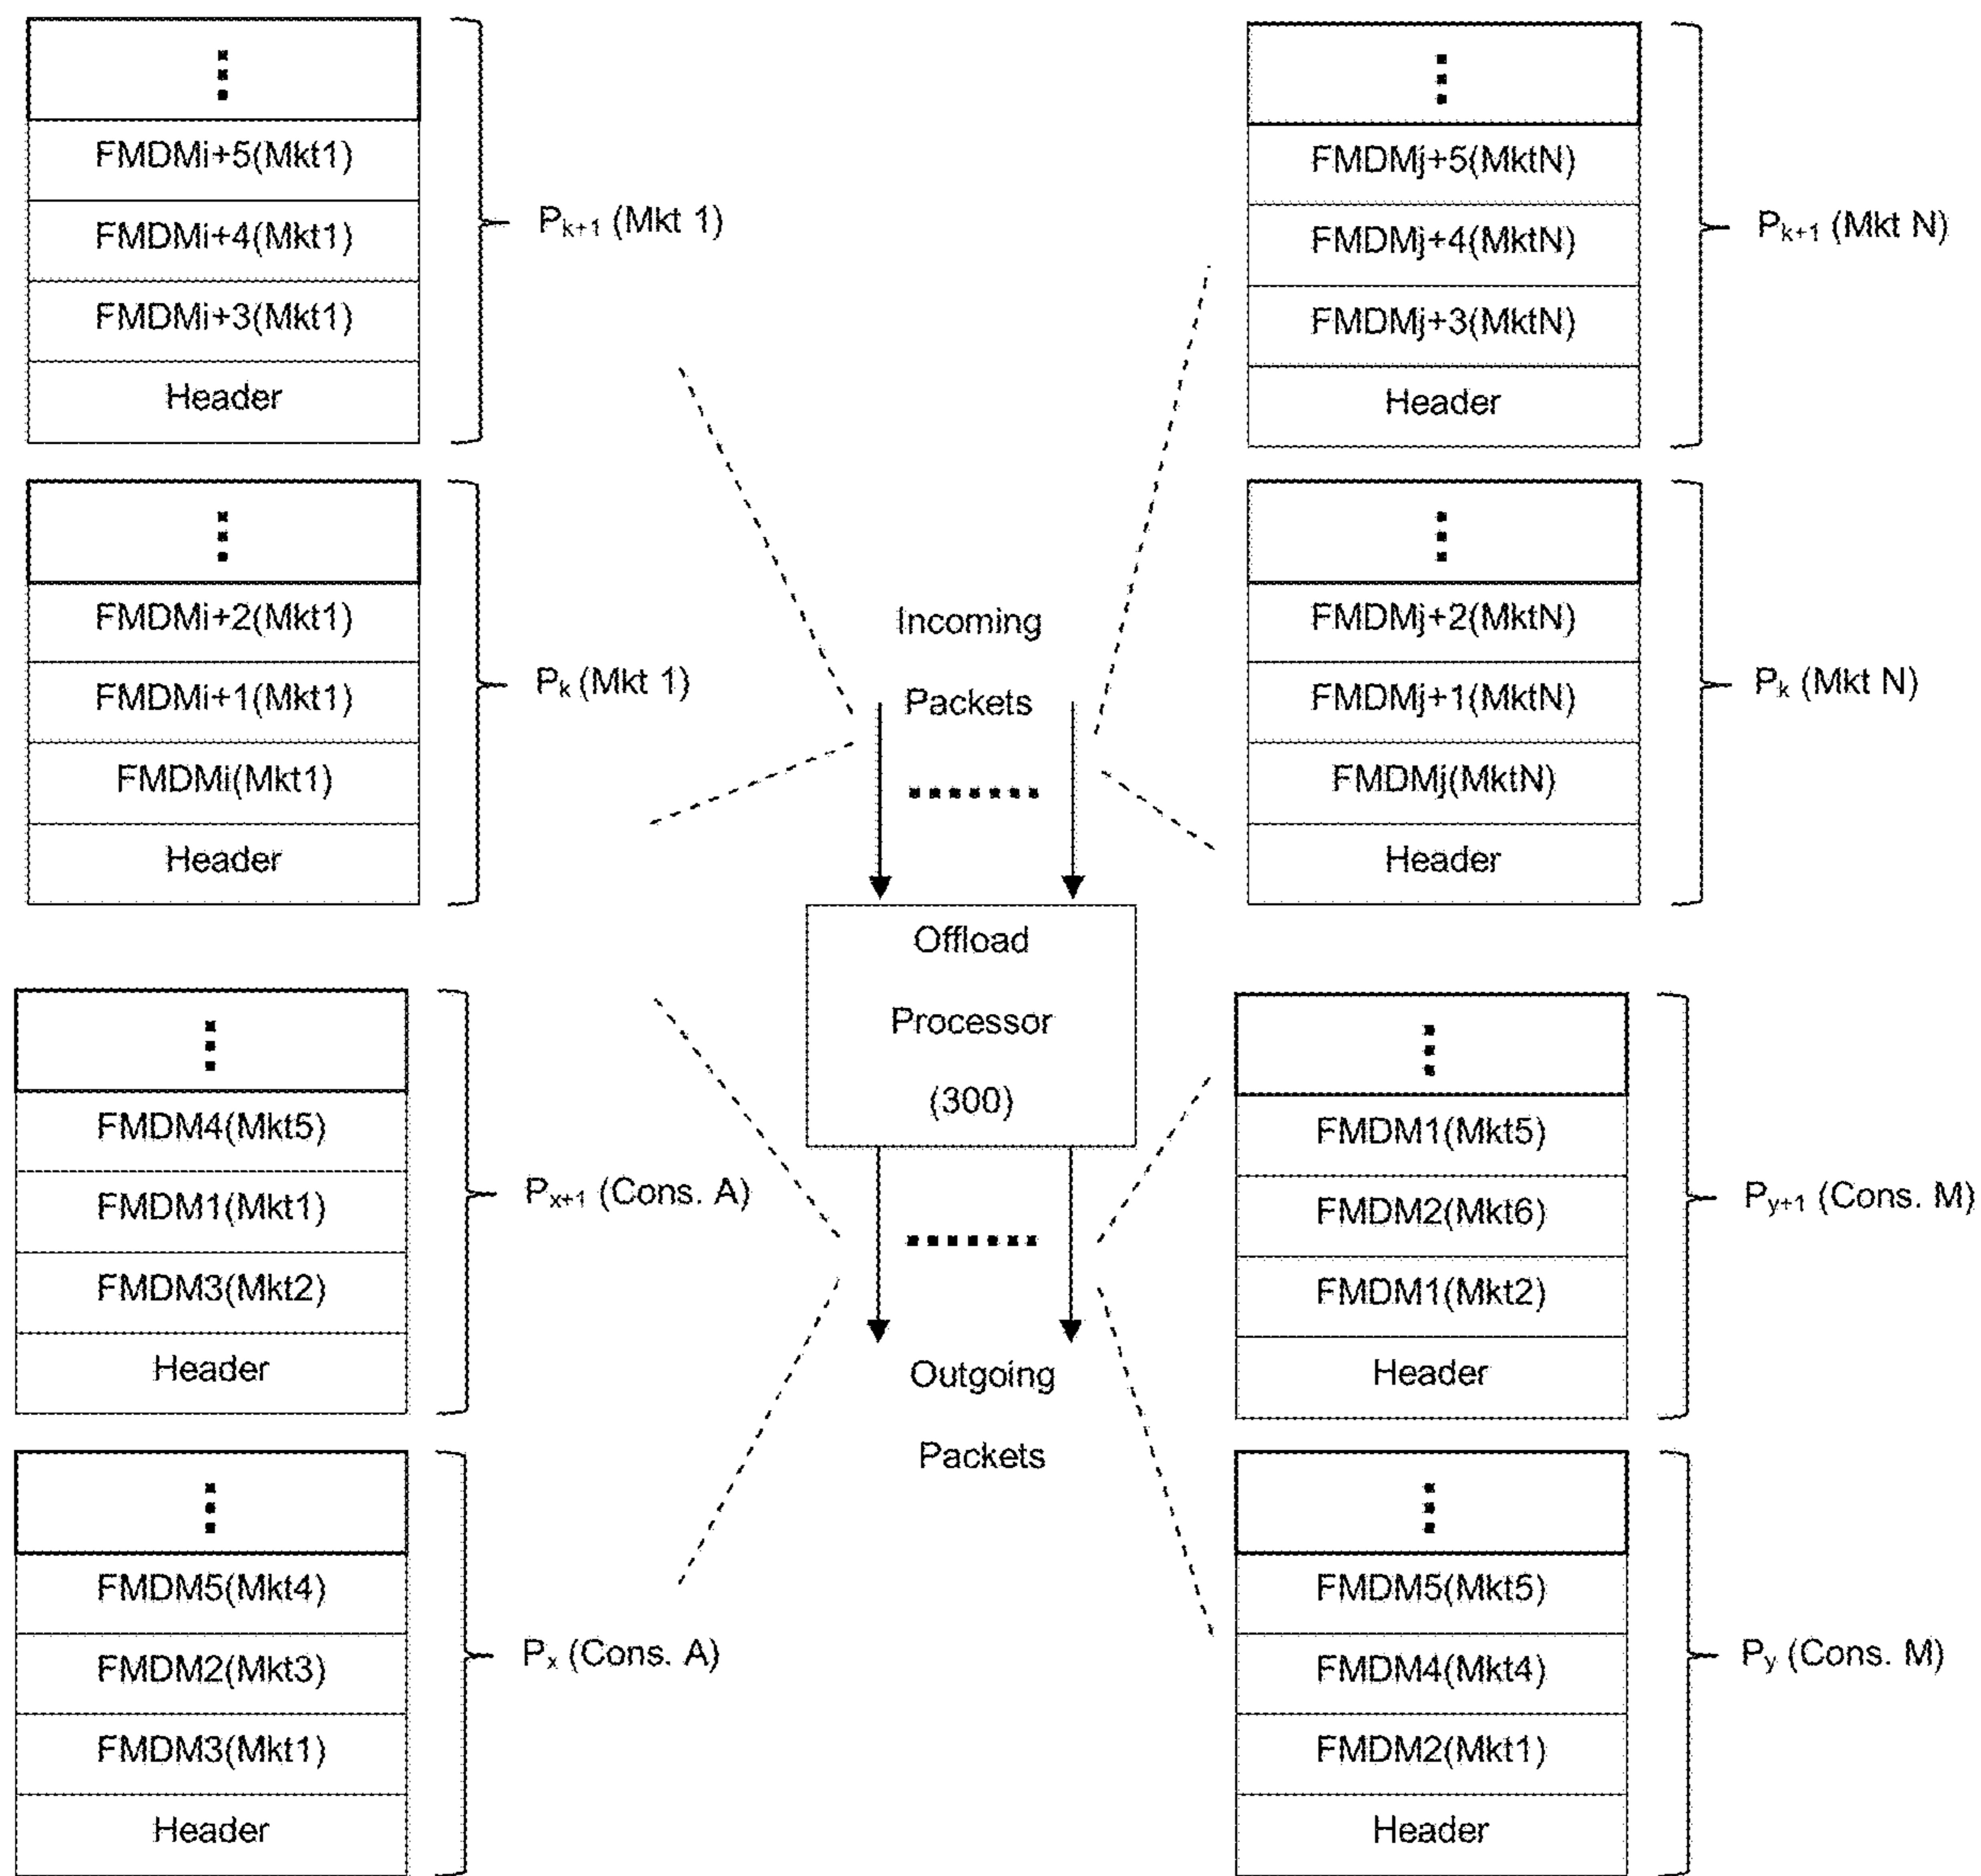 FMDMi+5(Mkt1)
FMDMi+4(Mkt1)
FMDMi+3(Mkt1)
Header
Pk+1 (Mkt 1)
FMDMj+5(MktN)
FMDMj+4(MktN)
FMDMj+3(MktN)
Header
Pk+1 (Mkt N)
FMDMi+2(Mkt1)
FMDMi+1(Mkt1)
FMDMi(Mkt1)
Header
Pk (Mkt 1)
Incoming
Packets
FMDMj+2(MktN)
FMDMj+1(MktN)
FMDMj(MktN)
Header
Pk (Mkt N)
Offload
Processor
(300)
FMDM4(Mkt5)
FMDM1(Mkt1)
FMDM3(Mkt2)
Header
Px+1 (Cons. A)
FMDM1(Mkt5)
FMDM2(Mkt6)
FMDM1(Mkt2)
Header
Py+1 (Cons. M)
Outgoing
Packets
FMDM5(Mkt4)
FMDM2(Mkt3)
FMDM3(Mkt1)
Header
Px (Cons. A)
FMDM5(Mkt5)
FMDM4(Mkt4)
FMDM2(Mkt1)
Header
Py (Cons. M)